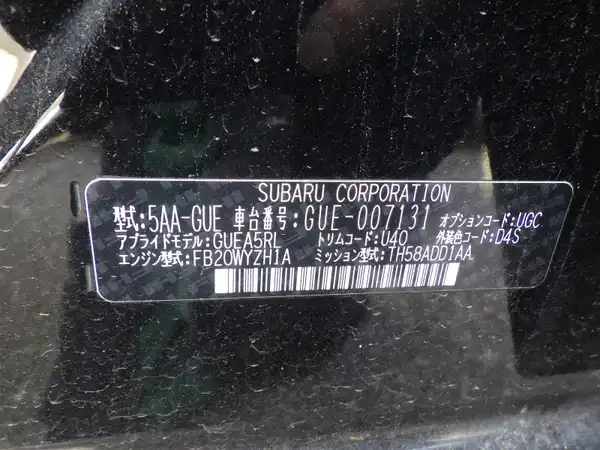 SUBARU CORPORATION
型式:5AA-GUE 車台番号:GUE-007131 オプションコード:UGC
アプライドモデル:GUEA5RL トリムコード:U40 外装色コード:D4S
エンジン型式:FB20WYZH1A ミッション型式:TH58ADD1AA